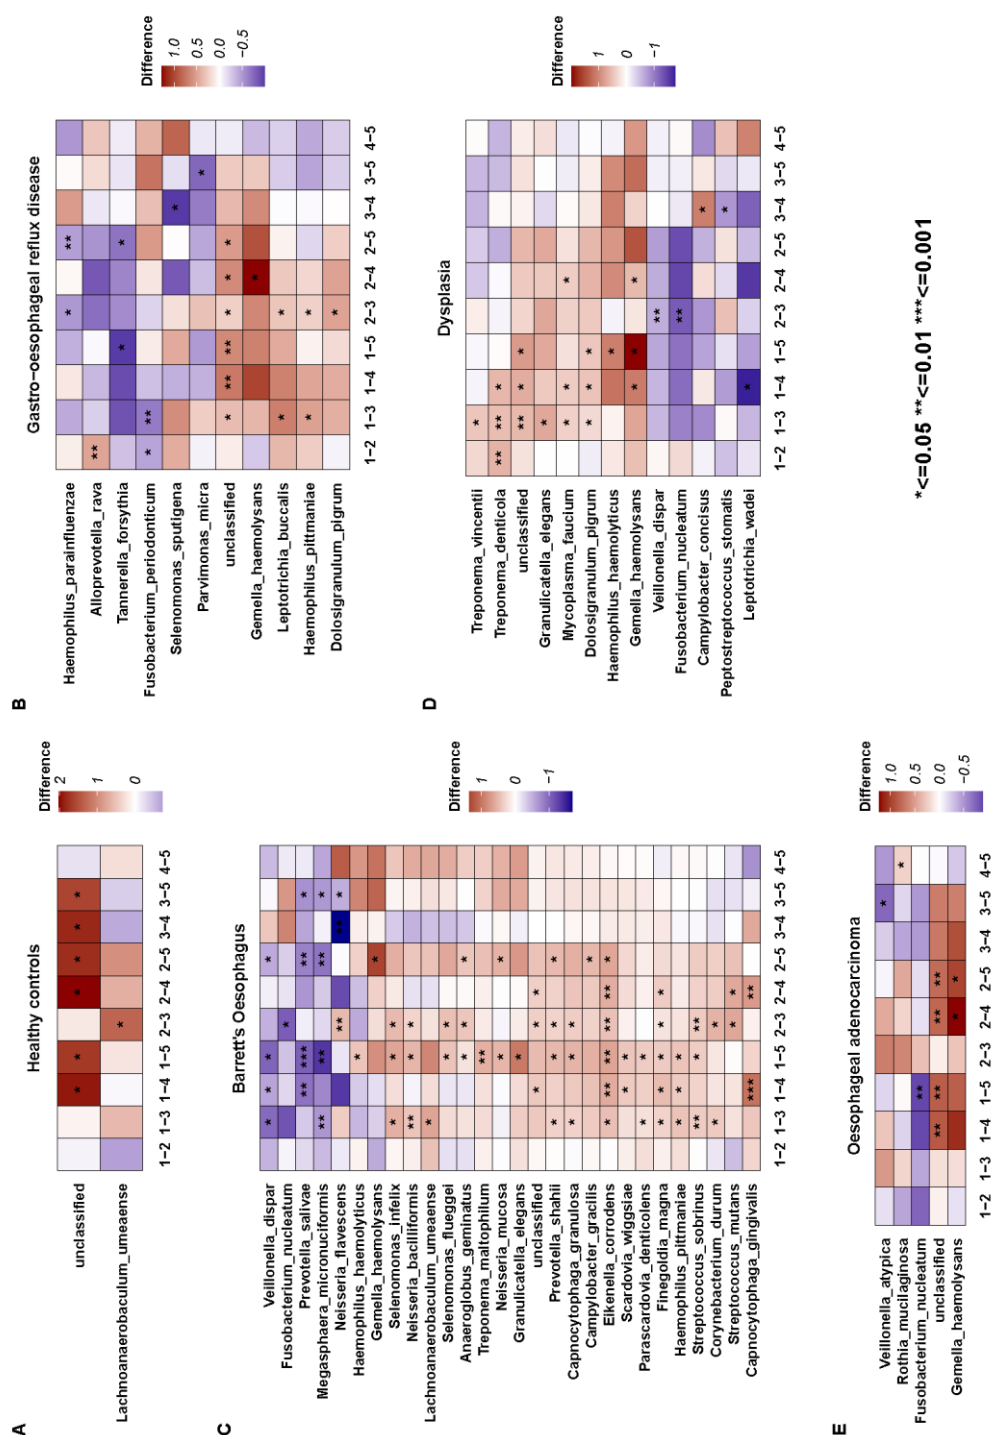 A
Healthy controls
unclassified
Lachnoanaerobaculum_umeaense
1−2 1−3 1−4 1−5 2−3 2−4 2−5 3−4 3−5 4−5
* * * * * *
*
Difference
2
1
0
B
Gastro−oesophageal reflux disease
Haemophilus_parainfluenzae
Alloprevotella_rava
Tannerella_forsythia
Fusobacterium_periodonticum
Selenomonas_sputigena
Parvimonas_micra
unclassified
Gemella_haemolysans
Leptotrichia_buccalis
Haemophilus_pittmaniae
Dolosigranulum_pigrum
1−2 1−3 1−4 1−5 2−3 2−4 2−5 3−4 3−5 4−5
* **
**
* *
* **
*
*
* ** ** * * *
*
* *
* *
*
Difference
1.0
0.5
0.0
−0.5
C
Barrett's Oesophagus
Veillonella_dispar
Fusobacterium_nucleatum
Prevotella_salivae
Megasphaera_micronuciformis
Neisseria_flavescens
Haemophilus_haemolyticus
Gemella_haemolysans
Selenomonas_infelix
Neisseria_bacilliformis
Lachnoanaerobaculum_umeaense
Selenomonas_flueggei
Anaeroglobus_geminatus
Treponema_maltophilum
Neisseria_mucosa
Granulicatella_elegans
unclassified
Prevotella_shahii
Capnocytophaga_granulosa
Campylobacter_gracilis
Eikenella_corrodens
Scardovia_wiggsiae
Parascardovia_denticolens
Finegoldia_magna
Haemophilus_pittmaniae
Streptococcus_sobrinus
Corynebacterium_durum
Streptococcus_mutans
Capnocytophaga_gingivalis
1−2 1−3 1−4 1−5 2−3 2−4 2−5 3−4 3−5 4−5
* * * *
*
** *** ** *
** ** ** *
** ** *
*
*
* * *
** * *
*
* *
* * *
**
* *
*
* * *
* * * *
* * *
*
* ** ** ** ** **
* *
*
* * * *
* *
** * **
* *
* *
*** **
Difference
1
0
−1
D
Dysplasia
Treponema_vincentii
Treponema_denticola
unclassified
Granulicatella_elegans
Mycoplasma_faucium
Dolosigranulum_pigrum
Haemophilus_haemolyticus
Gemella_haemolysans
Veillonella_dispar
Fusobacterium_nucleatum
Campylobacter_concisus
Peptostreptococcus_stomatis
Leptotrichia_wadei
1−2 1−3 1−4 1−5 2−3 2−4 2−5 3−4 3−5 4−5
*
** ** *
** * *
*
* * *
* * *
*
* * *
**
**
*
*
*
Difference
1
0
−1
E
Oesophageal adenocarcinoma
Veillonella_atypica
Rothia_mucilaginosa
Fusobacterium_nucleatum
unclassified
Gemella_haemolysans
1−2 1−3 1−4 1−5 2−3 2−4 2−5 3−4 3−5 4−5
*
*
**
** ** ** **
* *
Difference
1.0
0.5
0.0
−0.5
*<=0.05 **<=0.01 ***<=0.001